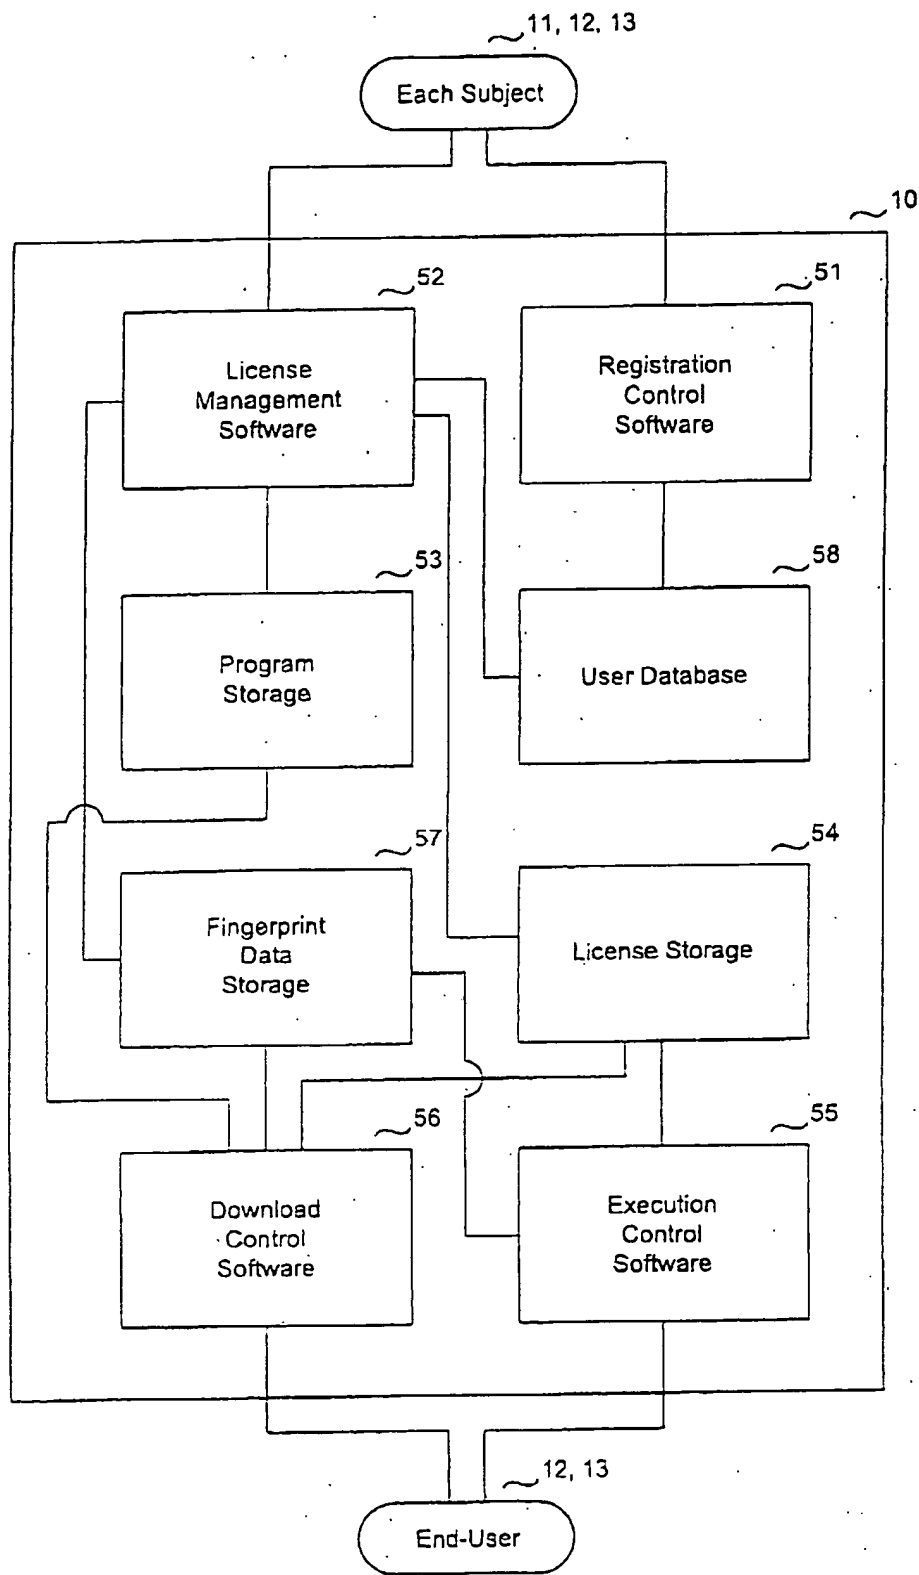 11, 12, 13
Each Subject
10
52
License
Management
Software
51
Registration
Control
Software
53
Program
Storage
58
User Database
57
Fingerprint
Data
Storage
54
License Storage
56
Download
Control
Software
55
Execution
Control
Software
12, 13
End-User